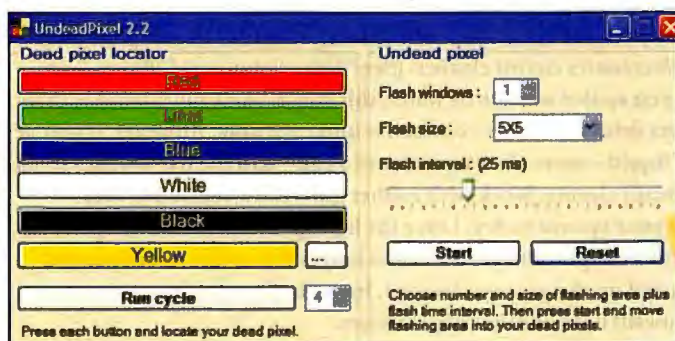 UndeadPixel 2.2
Dead pixel locator
Red
Lime
Blue
White
Black
Yellow
...
Run cycle
4
Press each button and locate your dead pixel.
Undead pixel
Flash windows : 1
Flash size : 5X5
Flash interval : (25 ms)
Start Reset
Choose number and size of flashing area plus
flash time interval. Then press start and move
flashing area into your dead pixels.